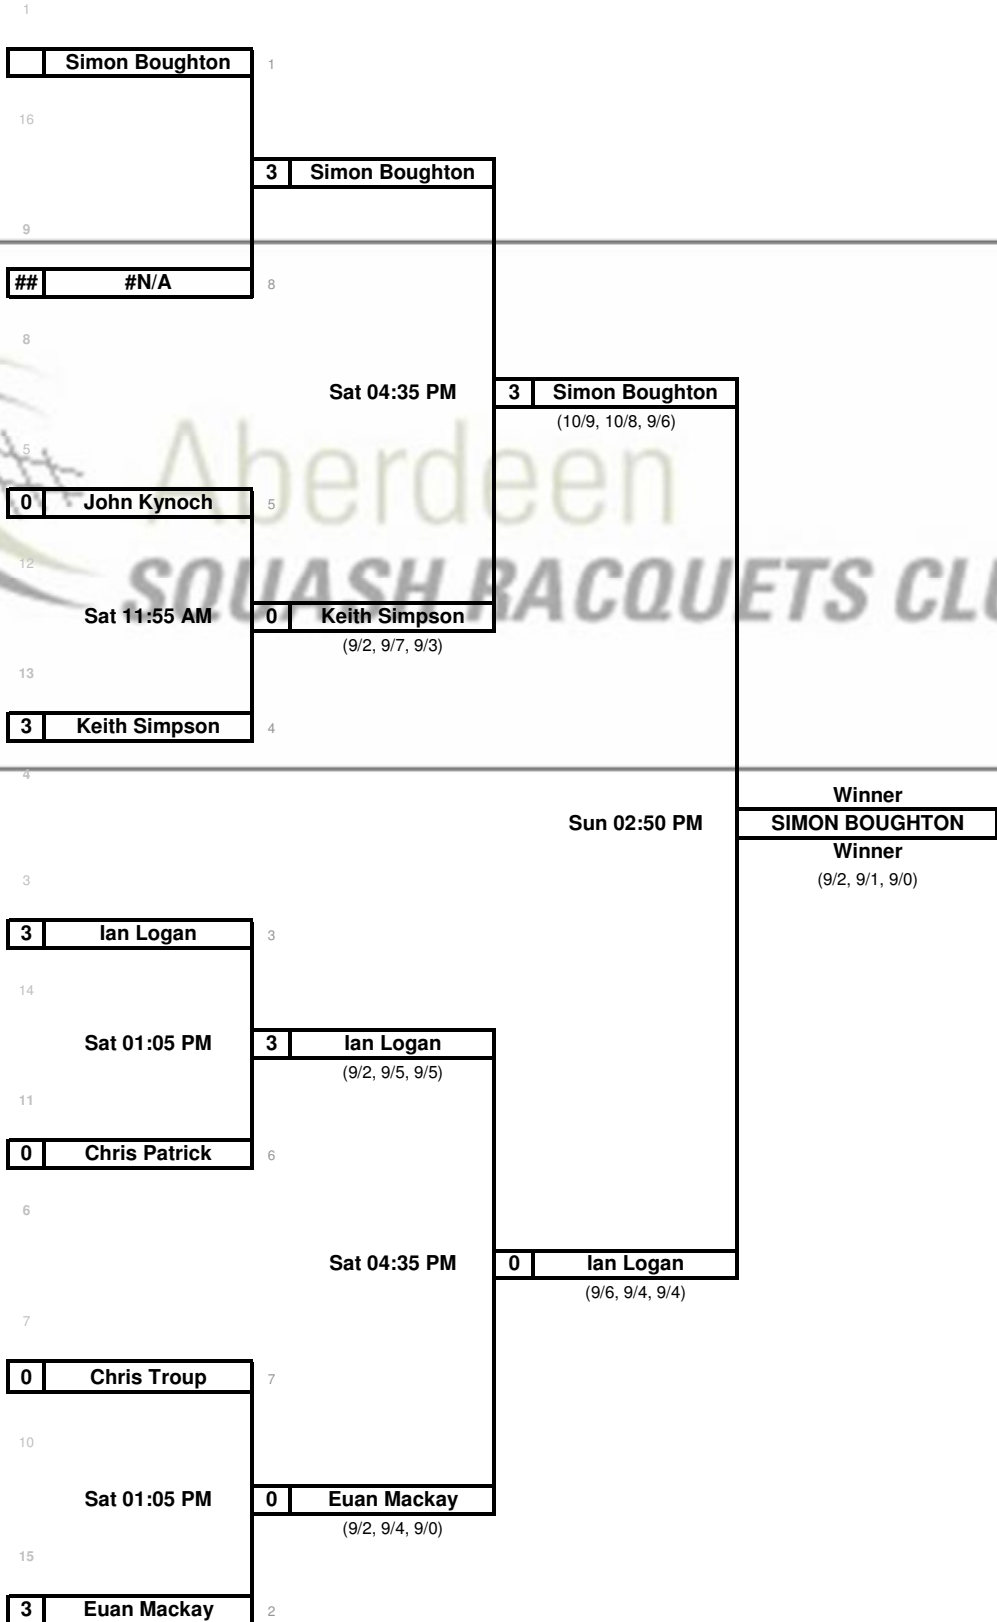 1
Simon Boughton 1
16
3 Simon Boughton
9
## #N/A 8
8
Sat 04:35 PM 3 Simon Boughton
(10/9, 10/8, 9/6)
Aberdeen
5
0 John Kynoch 5
12
SQUASH RACQUETS CLU
Sat 11:55 AM 0 Keith Simpson
(9/2, 9/7, 9/3)
13
3 Keith Simpson 4
4
Winner
Sun 02:50 PM SIMON BOUGHTON
Winner
(9/2, 9/1, 9/0)
3
3 Ian Logan 3
14
Sat 01:05 PM 3 Ian Logan
(9/2, 9/5, 9/5)
11
0 Chris Patrick 6
6
Sat 04:35 PM 0 Ian Logan
(9/6, 9/4, 9/4)
7
0 Chris Troup 7
10
Sat 01:05 PM 0 Euan Mackay
(9/2, 9/4, 9/0)
15
3 Euan Mackay 2